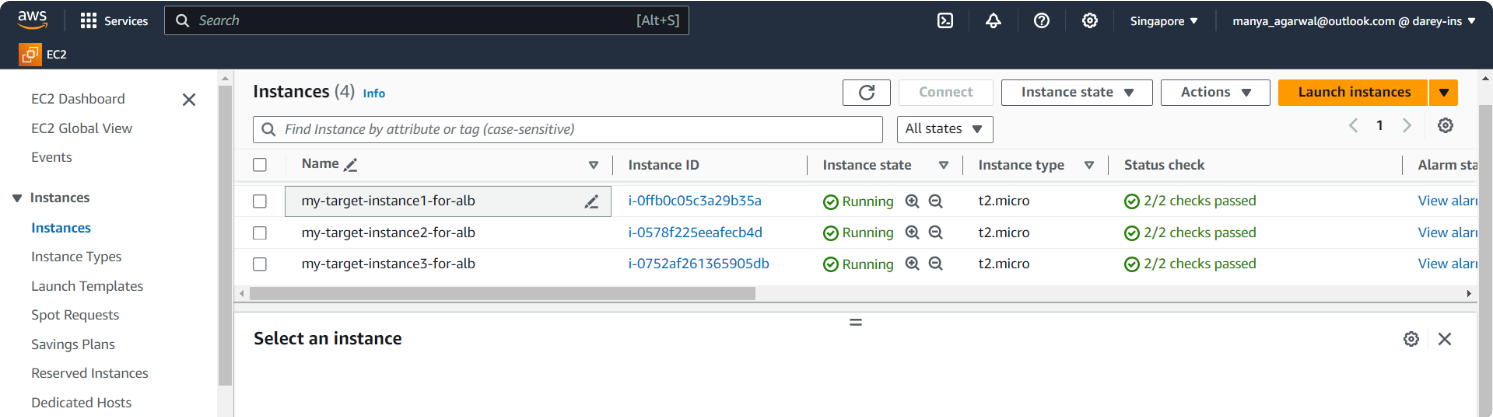 aws Services Search [Alt+S] Singapore manya_agarwal@outlook.com @ darey-ins
EC2
EC2 Dashboard
EC2 Global View
Events
Instances
Instances
Instance Types
Launch Templates
Spot Requests
Savings Plans
Reserved Instances
Dedicated Hosts
Instances (4) Info Connect Instance state Actions Launch instances
Find Instance by attribute or tag (case-sensitive) All states 1
Name Instance ID Instance state Instance type Status check Alarm sta
my-target-instance1-for-alb i-0ffb0c05c3a29b35a Running t2.micro 2/2 checks passed View alar
my-target-instance2-for-alb i-0578f225eeafecb4d Running t2.micro 2/2 checks passed View alar
my-target-instance3-for-alb i-0752af261365905db Running t2.micro 2/2 checks passed View alar
Select an instance